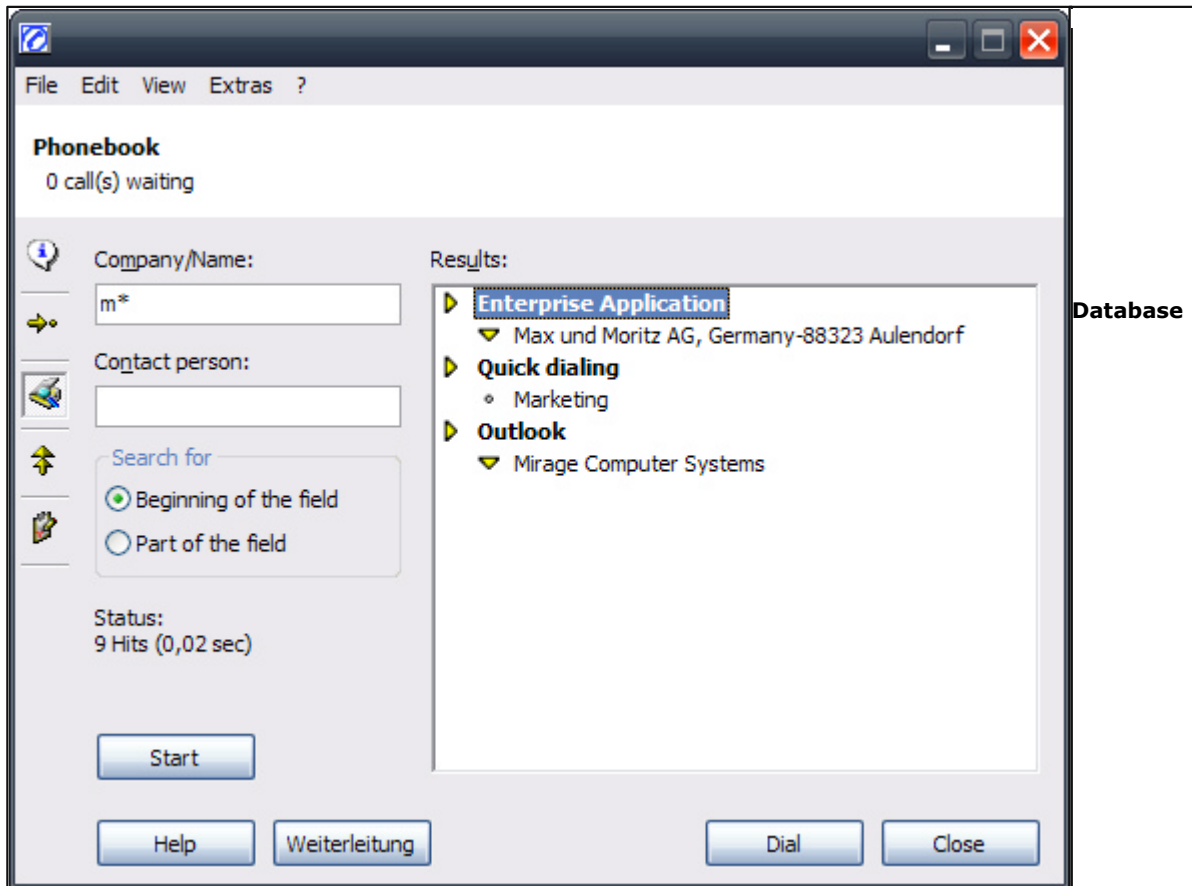 File Edit View Extras ?
Phonebook
0 call(s) waiting
Company/Name:
m*
Contact person:
Search for
Beginning of the field
Part of the field
Status:
9 Hits (0,02 sec)
Start
Results:
Enterprise Application
Max und Moritz AG, Germany-88323 Aulendorf
Quick dialing
Marketing
Outlook
Mirage Computer Systems
Help Weiterleitung Dial Close
Database